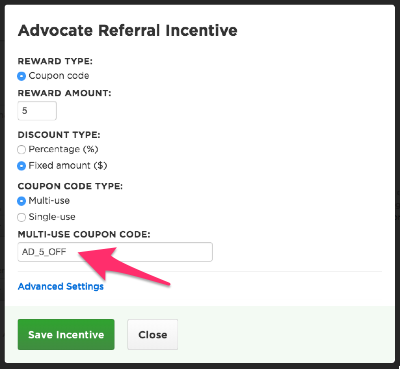 Advocate Referral Incentive
REWARD TYPE:
Coupon code
REWARD AMOUNT:
5
DISCOUNT TYPE:
Percentage (%)
Fixed amount ($)
COUPON CODE TYPE:
Multi-use
Single-use
MULTI-USE COUPON CODE:
AD_5_OFF
Advanced Settings
Save Incentive
Close